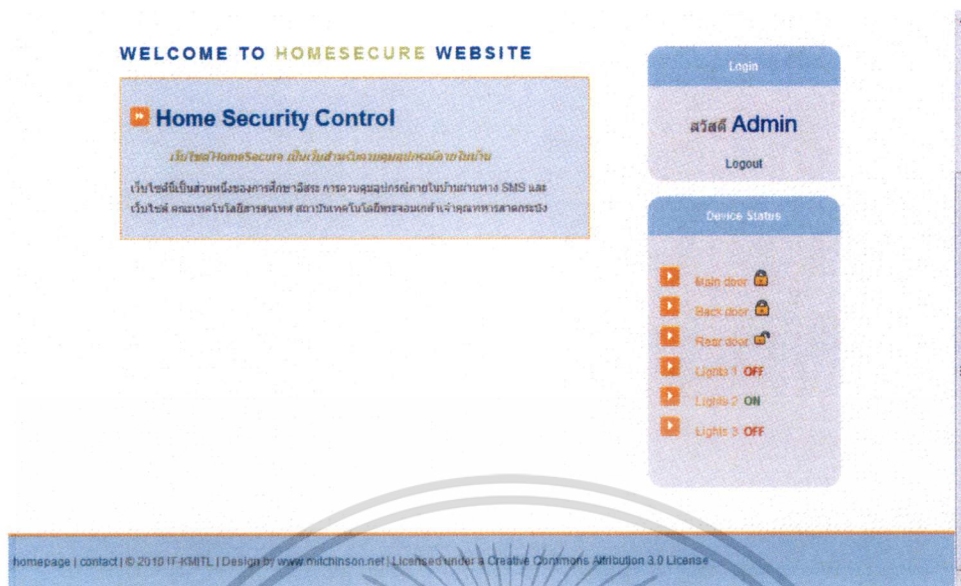 WELCOME TO HOMESECURE WEBSITE
Home Security Control
เว็บไซต์ HomeSecure เป็นเว็บสำหรับควบคุมอุปกรณ์ภายในบ้าน
เว็บไซต์นี้เป็นส่วนหนึ่งของการศึกษาอิสระ การควบคุมอุปกรณ์ภายในบ้านผ่านทาง SMS และ
เว็บไซต์ คณะเทคโนโลยีสารสนเทศ สถาบันเทคโนโลยีพระจอมเกล้าเจ้าคุณทหารลาดกระบัง
Login
สวัสดี Admin
Logout
Device Status
Main door
Back door
Rear door
Lights 1 OFF
Lights 2 ON
Lights 3 OFF
homepage | contact | © 2010 IT-KMITL | Design by www.mitchinson.net | Licensed under a Creative Commons Attribution 3.0 License